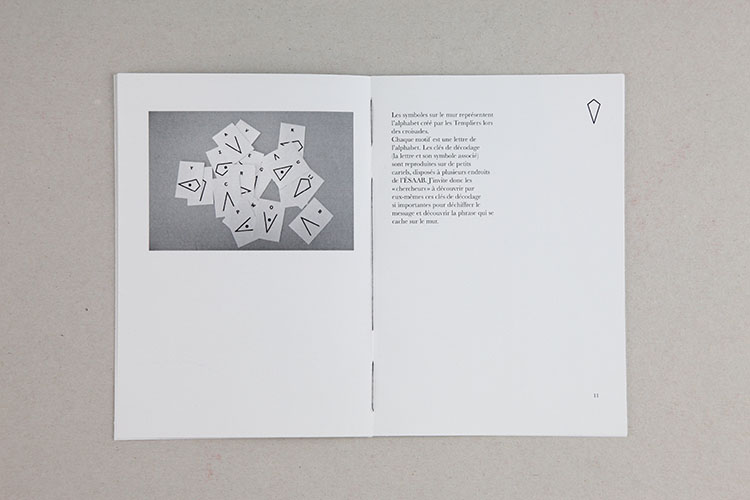 Les symboles sur le mur représentent
l'alphabet créé par les Templiers lors
des croisades.
Chaque motif est une lettre de
l'alphabet. Les clés de décodage
(la lettre et son symbole associé)
sont reproduites sur de petits
cartels, disposés à plusieurs endroits
de l'ÉSAAB. J'invite donc les
«chercheurs» à découvrir par
eux-mêmes ces clés de décodage
si importantes pour déchiffrer le
message et découvrir la phrase qui se
cache sur le mur.
11